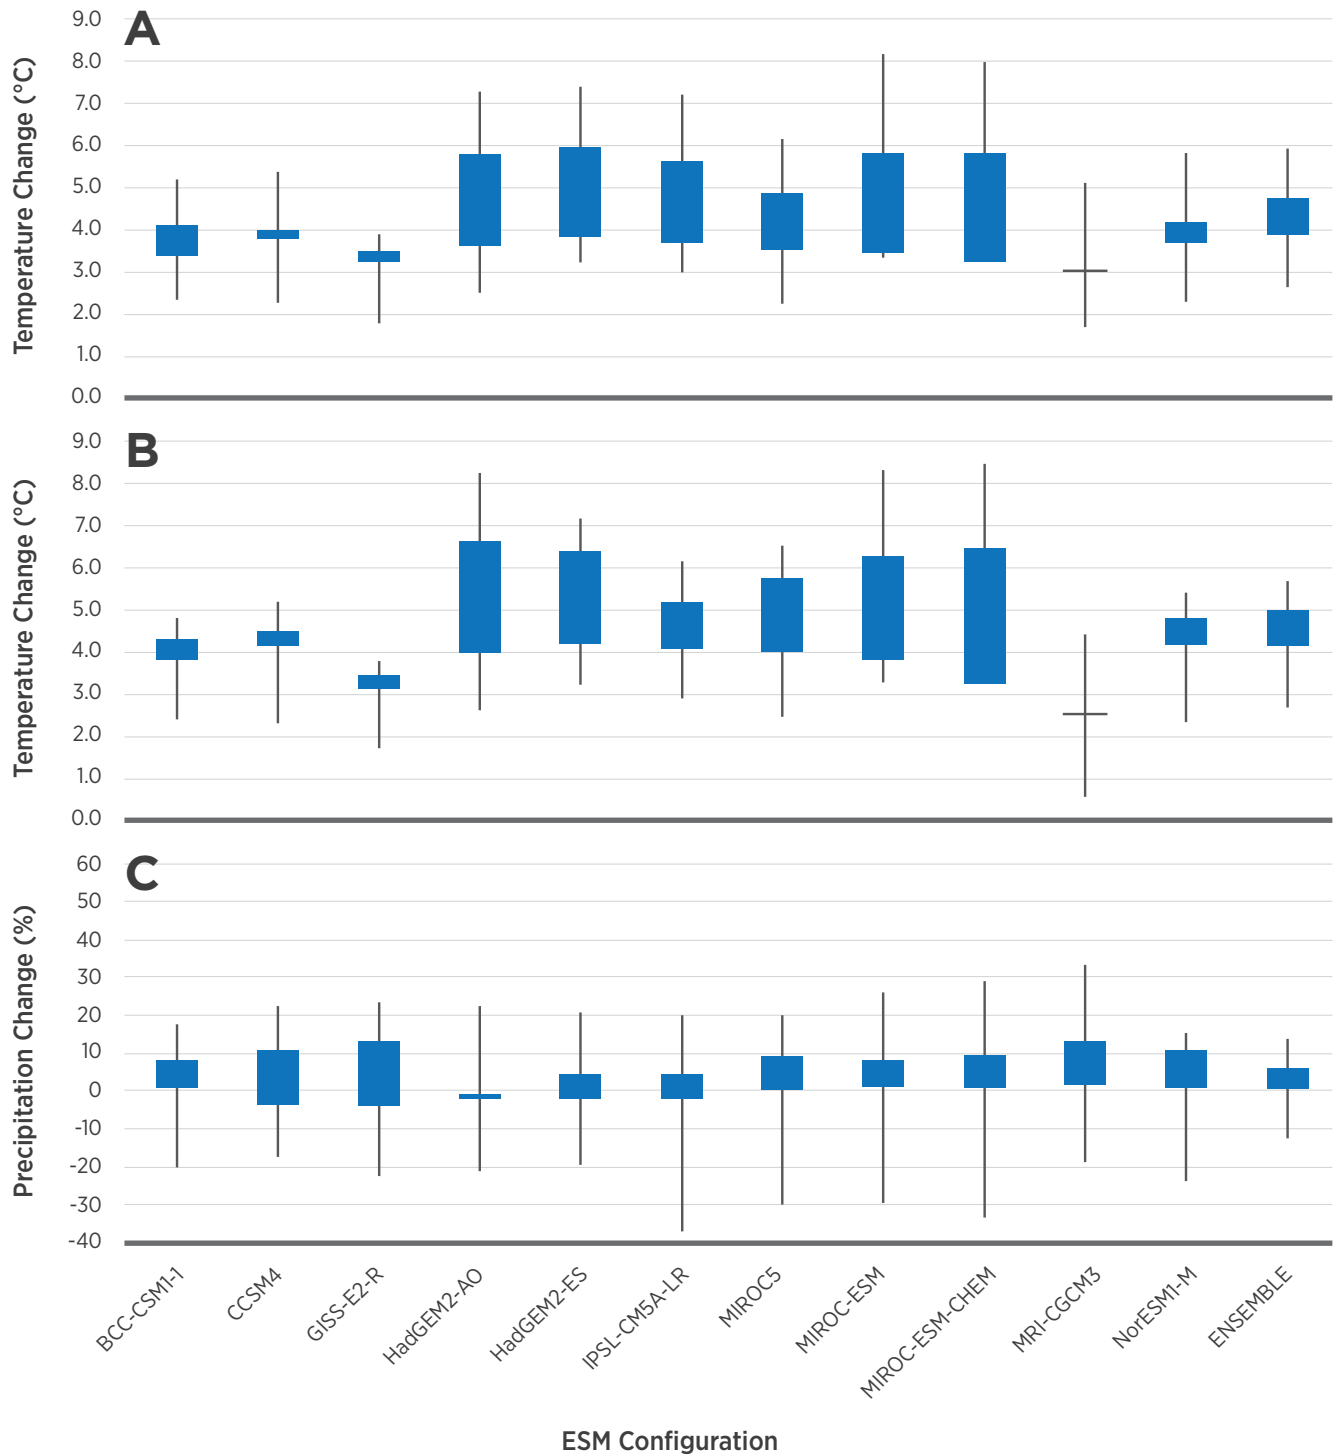 A
Temperature Change (°C)
9.0
8.0
7.0
6.0
5.0
4.0
3.0
2.0
1.0
0.0
B
Temperature Change (°C)
9.0
8.0
7.0
6.0
5.0
4.0
3.0
2.0
1.0
0.0
C
Precipitation Change (%)
60
50
40
30
20
10
0
-10
-20
-30
-40
BCC-CSM1-1
CCSM4
GISS-E2-R
HadGEM2-AO
HadGEM2-ES
IPSL-CM5A-LR
MIROC5
MIROC-ESM
MIROC-ESM-CHEM
MRI-CGCM3
NorESM1-M
ENSEMBLE
ESM Configuration